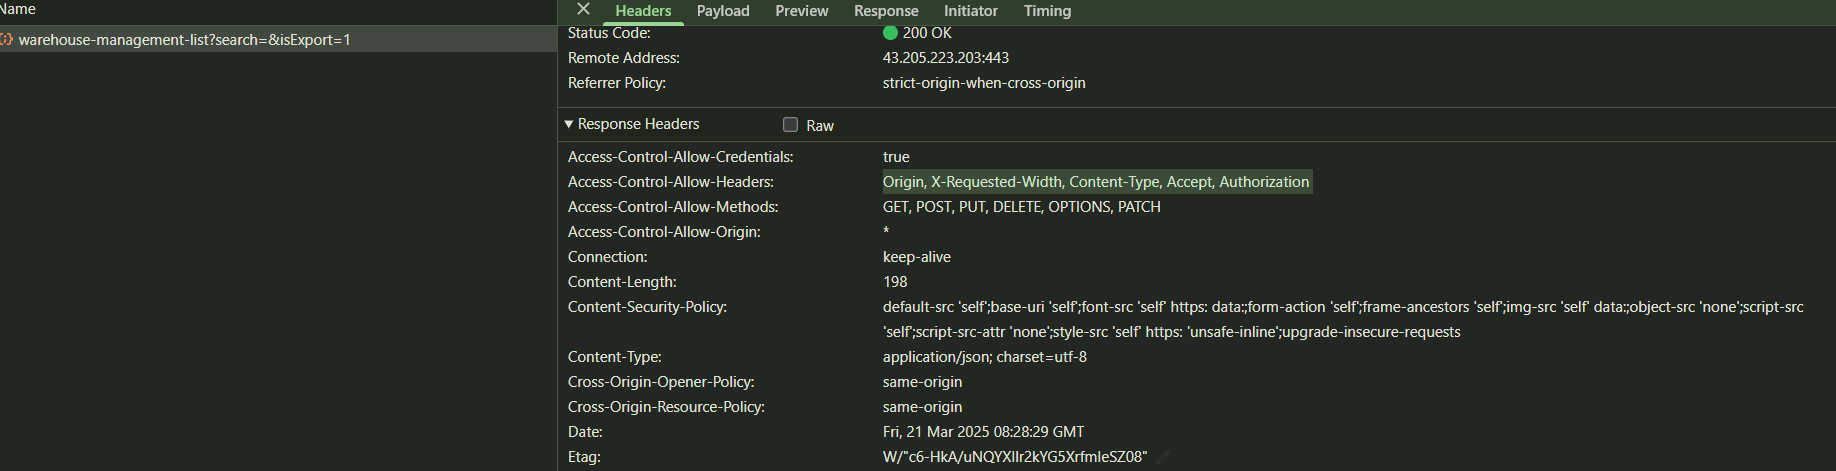 Name
Headers Payload Preview Response Initiator Timing
warehouse-management-list?search=&isExport=1
Status Code: 200 OK
Remote Address: 43.205.223.203:443
Referrer Policy: strict-origin-when-cross-origin
Response Headers Raw
Access-Control-Allow-Credentials: true
Access-Control-Allow-Headers: Origin, X-Requested-Width, Content-Type, Accept, Authorization
Access-Control-Allow-Methods: GET, POST, PUT, DELETE, OPTIONS, PATCH
Access-Control-Allow-Origin: *
Connection: keep-alive
Content-Length: 198
Content-Security-Policy: default-src 'self';base-uri 'self';font-src 'self' https: data:;form-action 'self';frame-ancestors 'self';img-src 'self' data:;object-src 'none';script-src
'self';script-src-attr 'none';style-src 'self' https: 'unsafe-inline';upgrade-insecure-requests
Content-Type: application/json; charset=utf-8
Cross-Origin-Opener-Policy: same-origin
Cross-Origin-Resource-Policy: same-origin
Date: Fri, 21 Mar 2025 08:28:29 GMT
Etag: